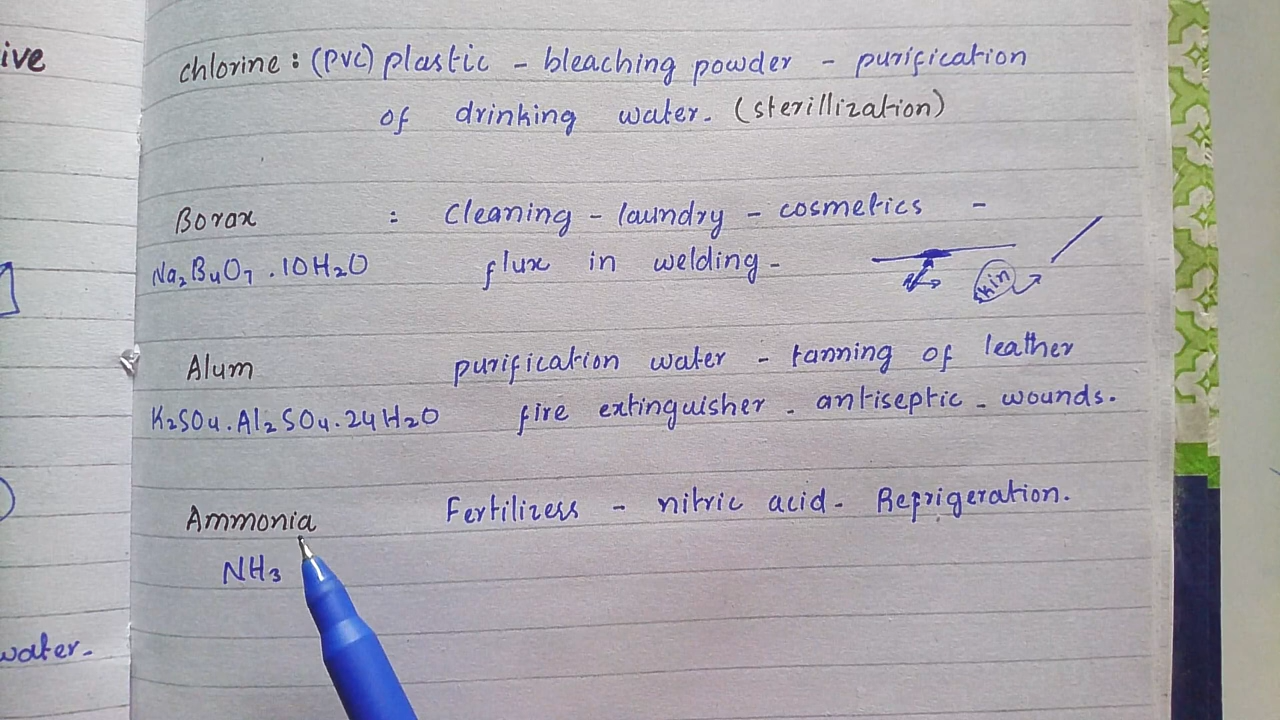 ive
chlorine : (PVC) plastic - bleaching powder - purification
of drinking water. (sterillization)
Borax : Cleaning - laundry - cosmetics -
Na₂B₄O₇ .10H₂O flux in welding -
skin
Alum purification water - tanning of leather
K₂SO₄.Al₂SO₄.24H₂O fire extinguisher - antiseptic - wounds.
Ammonia Fertilizess - nitric acid - Refrigeration.
NH₃
water-